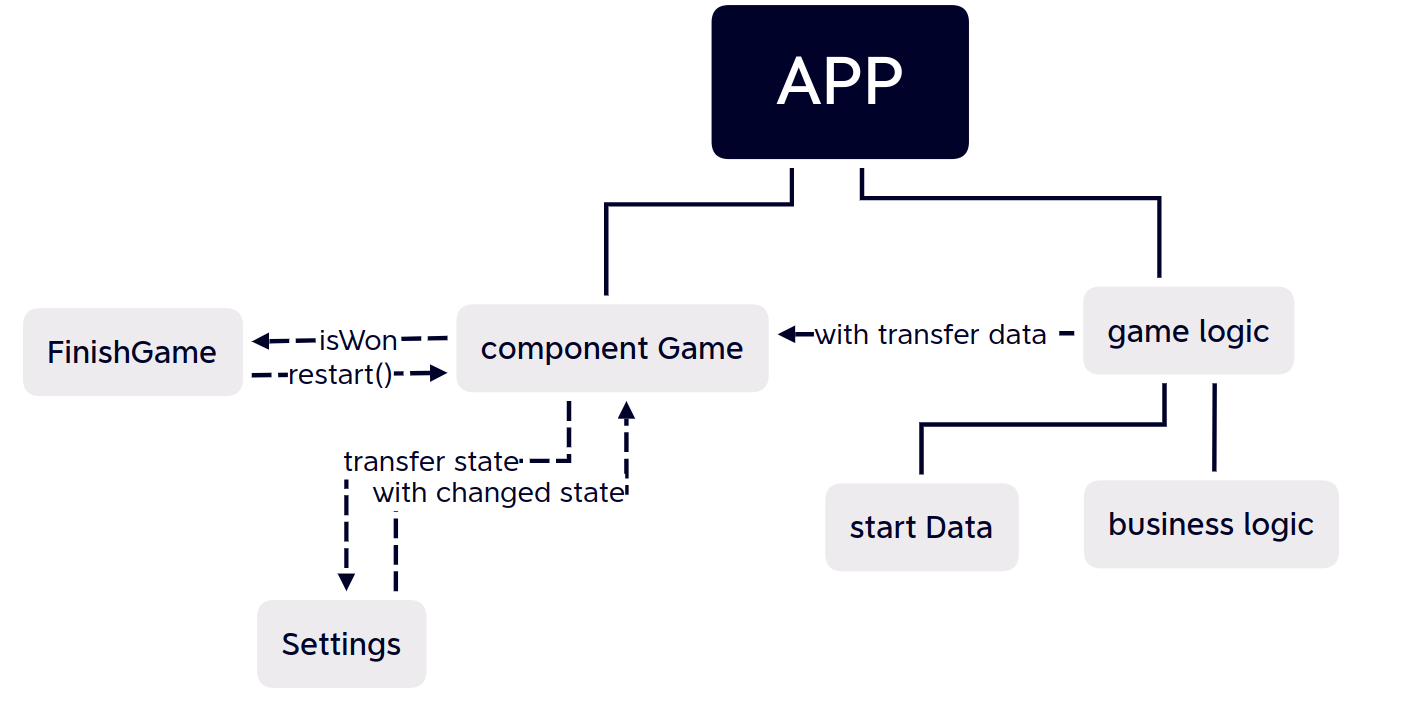 APP
FinishGame
isWon
restart()
component Game
with transfer data
game logic
transfer state
with changed state
start Data
business logic
Settings